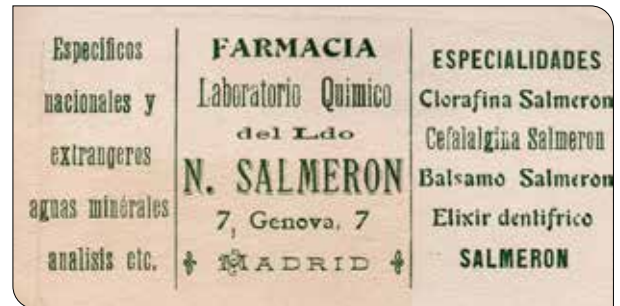 Específicos
nacionales y
extrangeros
aguas minérales
analisis etc.
FARMACIA
Laboratorio Quimico
del Ldo
N. SALMERON
7, Genova, 7
MADRID
ESPECIALIDADES
Clorafina Salmeron
Cefalalgina Salmeron
Balsamo Salmeron
Elixir dentifrico
SALMERON